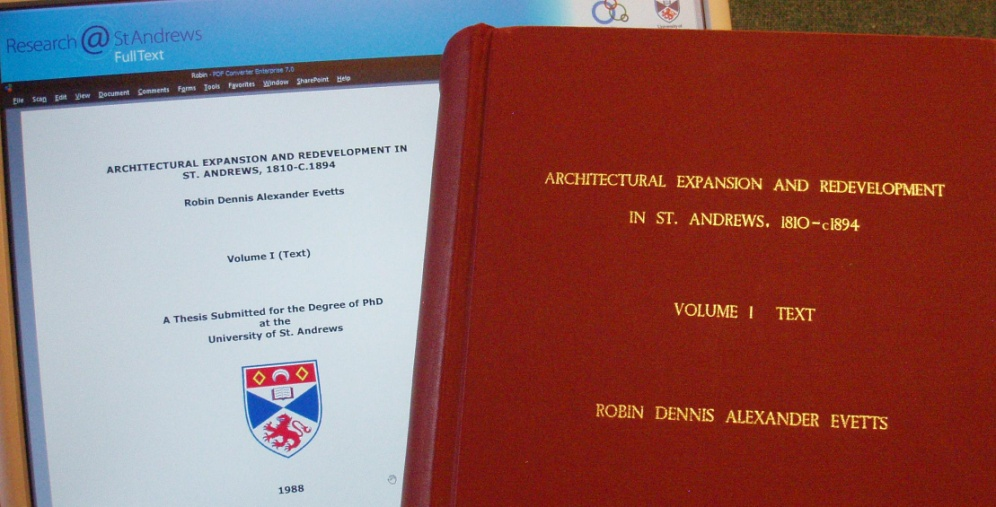 Research @ StAndrews
FullText
Robin - PDF Converter Enterprise 7.0
File Scan Edit View Document Comments Forms Tools Favorites Window SharePoint Help
ARCHITECTURAL EXPANSION AND REDEVELOPMENT IN
ST. ANDREWS, 1810-C.1894
Robin Dennis Alexander Evetts
Volume I (Text)
A Thesis Submitted for the Degree of PhD
at the
University of St. Andrews
1988
ARCHITECTURAL EXPANSION AND REDEVELOPMENT
IN ST. ANDREWS, 1810-c1894
VOLUME I TEXT
ROBIN DENNIS ALEXANDER EVETTS